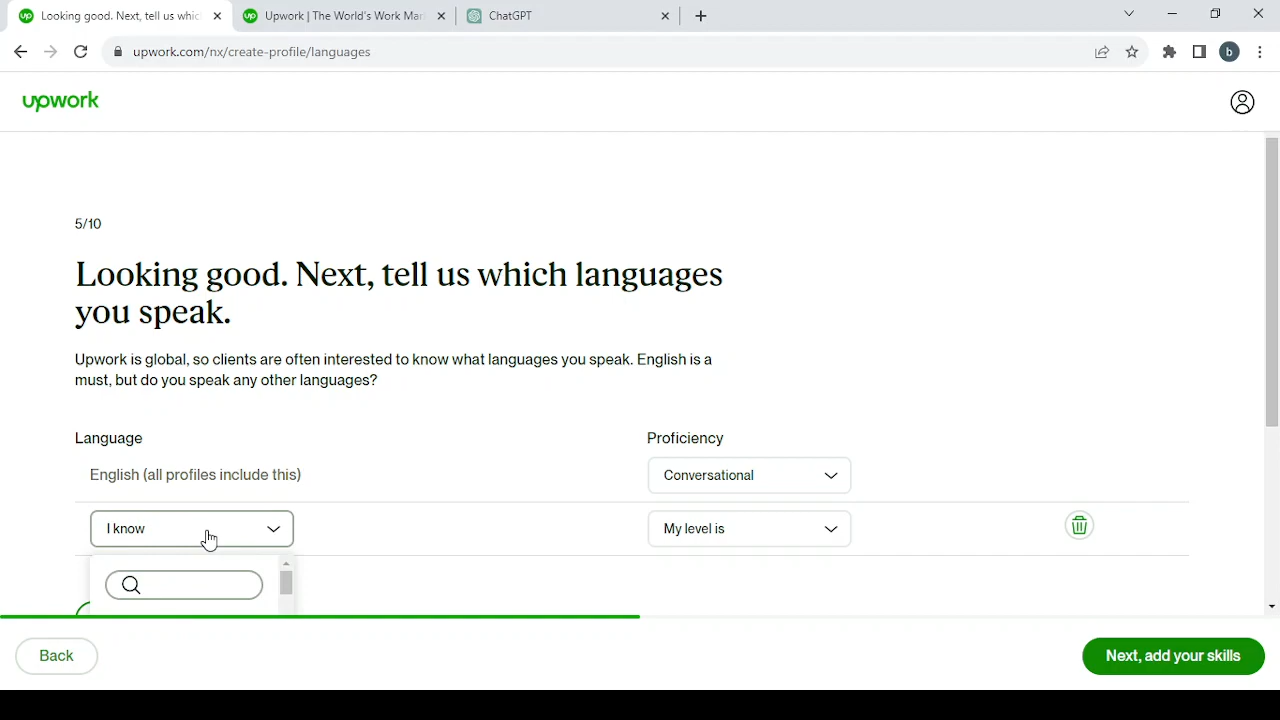 Looking good. Next, tell us whic
Upwork | The World's Work Mar
ChatGPT
upwork.com/nx/create-profile/languages
b
upwork
5/10
Looking good. Next, tell us which languages
you speak.
Upwork is global, so clients are often interested to know what languages you speak. English is a
must, but do you speak any other languages?
Language Proficiency
English (all profiles include this) Conversational
I know My level is
Back Next, add your skills